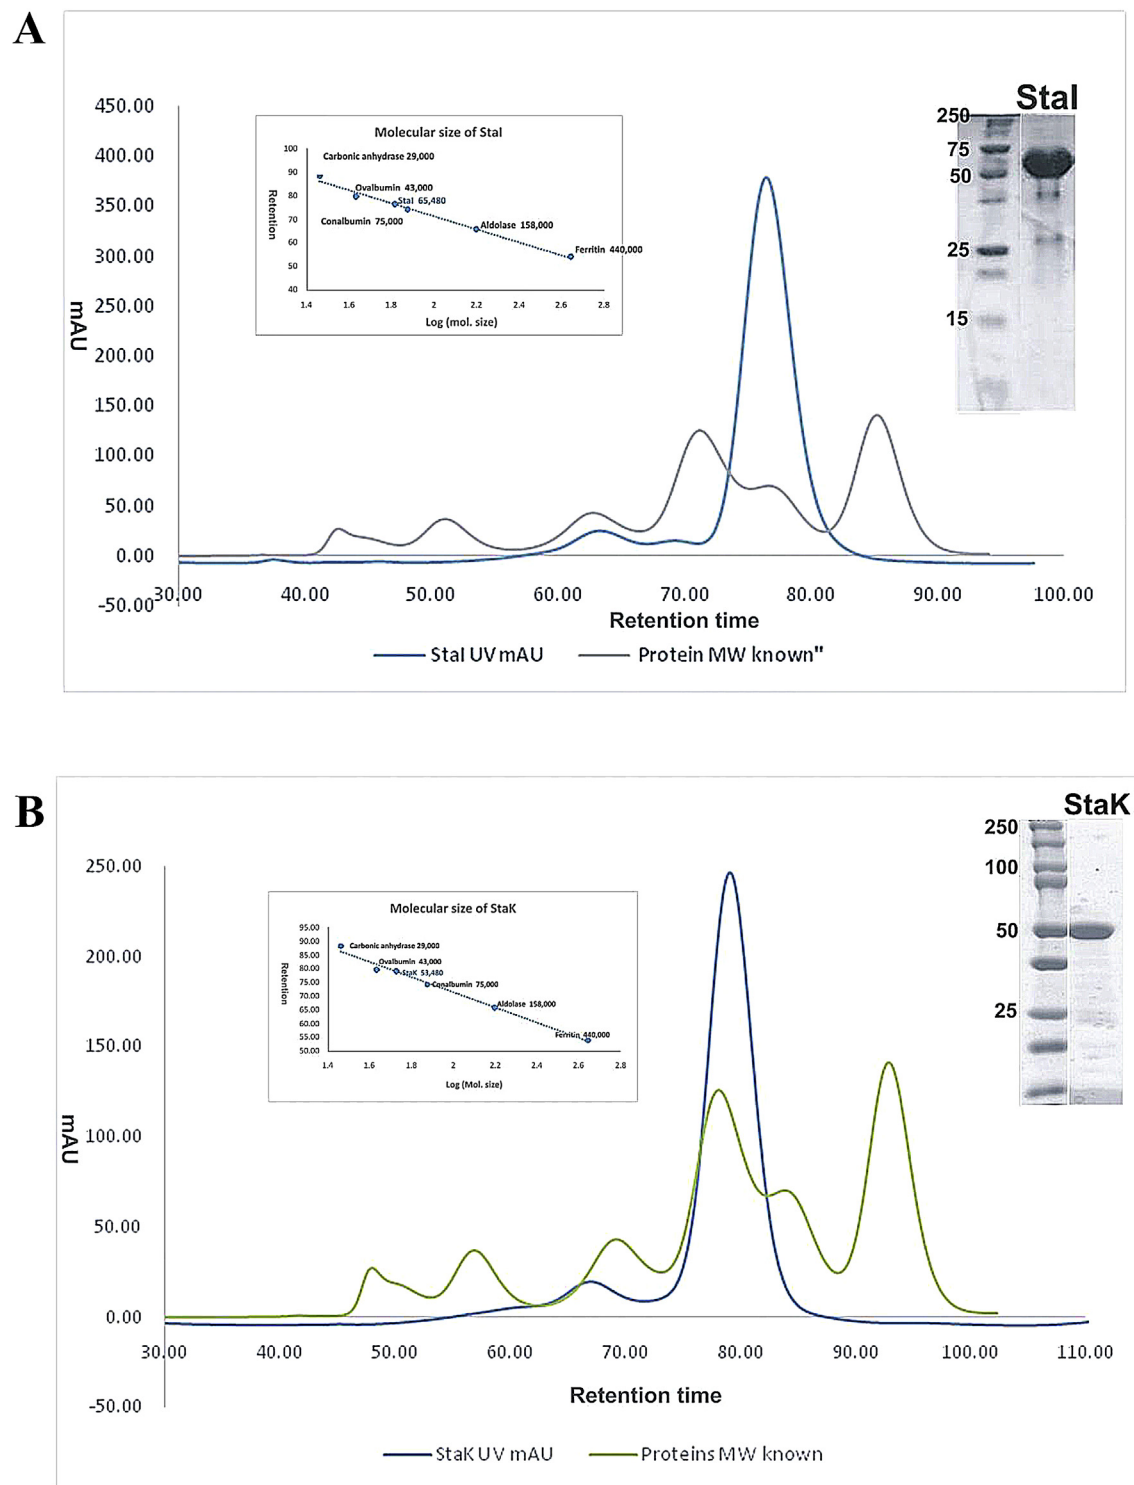 A
StaI
450.00
400.00
350.00
300.00
250.00
200.00
150.00
100.00
50.00
0.00
-50.00
mAU
Molecular size of StaI
100
90
80
70
60
50
40
Retention
Carbonic anhydrase 29,000
Ovalbumin 43,000
StaI 65,480
Conalbumin 75,000
Aldolase 158,000
Ferritin 440,000
1.4 1.6 1.8 2 2.2 2.4 2.6 2.8
Log (mol. size)
250
75
50
25
15
30.00 40.00 50.00 60.00 70.00 80.00 90.00 100.00
Retention time
StaI UV mAU Protein MW known"
B
StaK
250.00
200.00
150.00
100.00
50.00
0.00
-50.00
mAU
Molecular size of StaK
95.00
90.00
85.00
80.00
75.00
70.00
65.00
60.00
55.00
50.00
Retention
Carbonic anhydrase 29,000
Ovalbumin 43,000
StaK 53,480
Conalbumin 75,000
Aldolase 158,000
Ferritin 440,000
1.4 1.6 1.8 2 2.2 2.4 2.6 2.8
Log (Mol. size)
250
100
50
25
30.00 40.00 50.00 60.00 70.00 80.00 90.00 100.00 110.00
Retention time
StaK UV mAU Proteins MW known